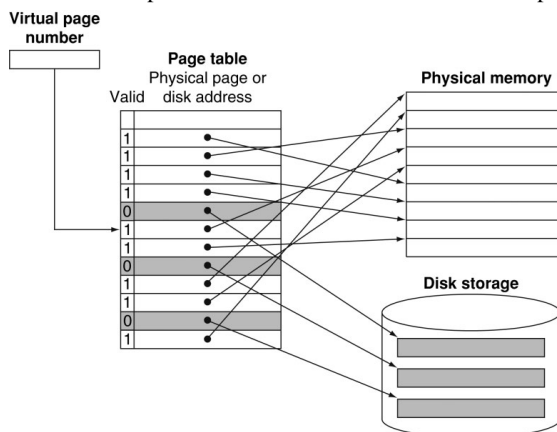 Virtual page
number
Page table
Physical page or
disk address
Valid
Physical memory
1
1
1
1
0
1
1
0
1
1
0
1
Disk storage